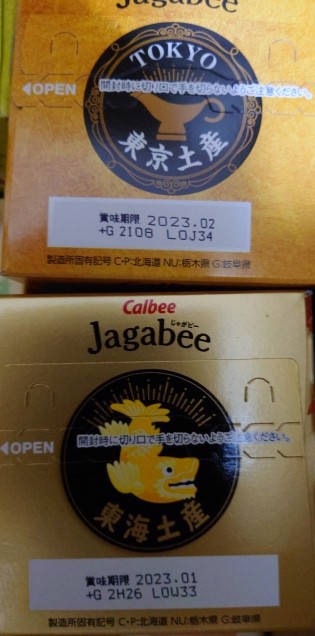 Jagabee
TOKYO
◀OPEN
開封時に切り口で手を切らないようご注意ください。
東京土産
賞味期限 2023.02
+G 2I08 LOJ34
製造所固有記号 C・P:北海道 NU:栃木県 G:岐阜県
Calbee
じゃがビー
Jagabee
◀OPEN
開封時に切り口で手を切らないようご注意ください。
東海土産
賞味期限 2023.01
+G 2H26 LOW33
製造所固有記号 C・P:北海道 NU:栃木県 G:岐阜県